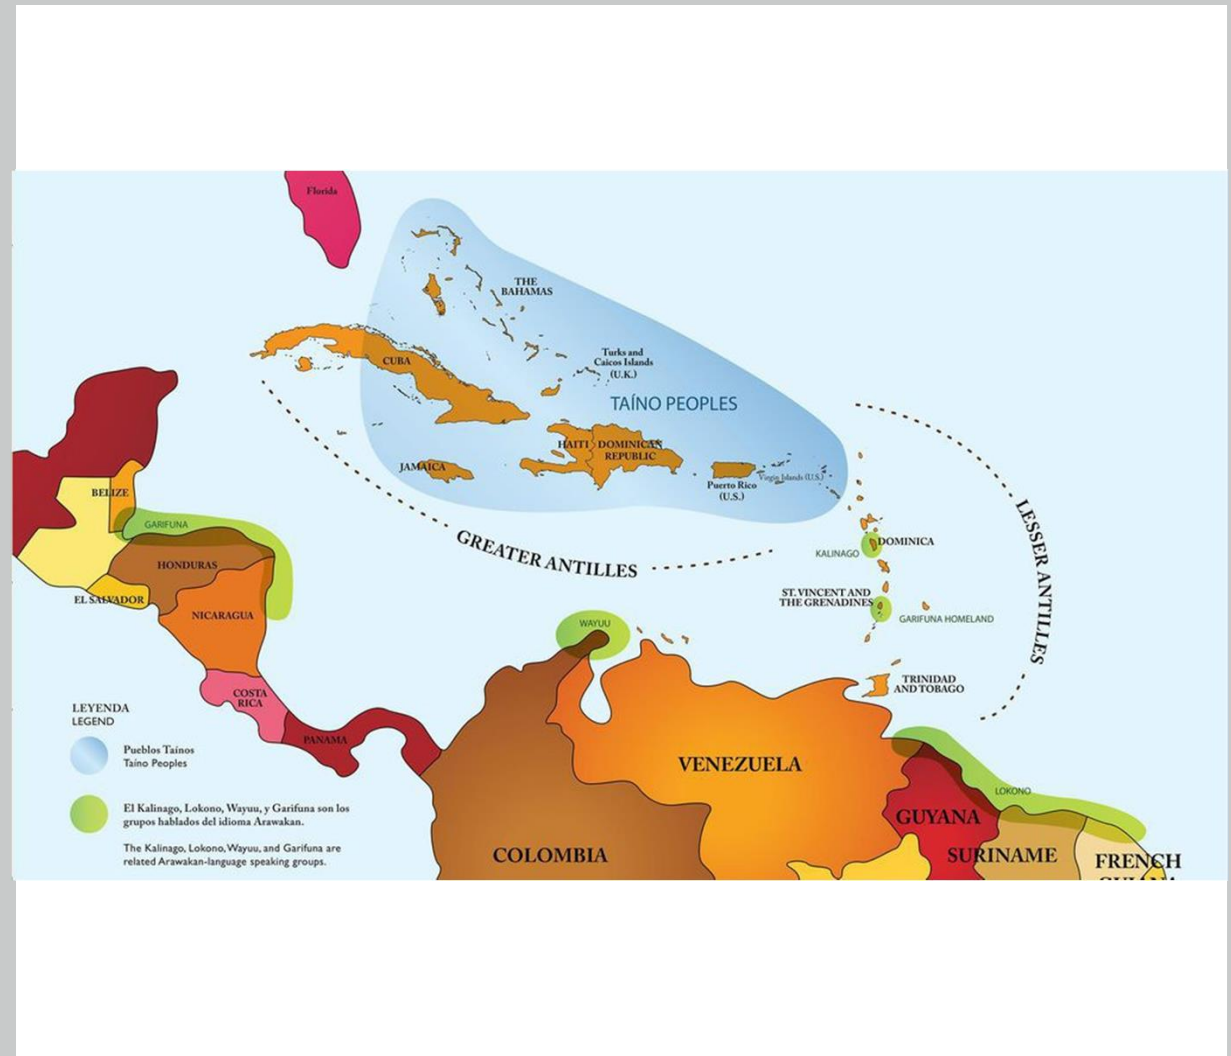 Florida
THE
BAHAMAS
CUBA
Turks and
Caicos Islands
(U.K.)
TAÍNO PEOPLES
HAITI
DOMINICAN
REPUBLIC
JAMAICA
Puerto Rico
(U.S.)
Virgin Islands (U.S.)
BELIZE
GARIFUNA
HONDURAS
EL SALVADOR
NICARAGUA
GREATER ANTILLES
LESSER ANTILLES
KALINAGO
DOMINICA
ST. VINCENT AND
THE GRENADINES
GARIFUNA HOMELAND
WAYUU
TRINIDAD
AND TOBAGO
COSTA
RICA
PANAMA
VENEZUELA
COLOMBIA
LOKONO
GUYANA
SURINAME
FRENCH
GUIANA
LEYENDA
LEGEND
Pueblos Taínos
Taíno Peoples
El Kalinago, Lokono, Wayuu, y Garifuna son los
grupos hablados del idioma Arawakan.
The Kalinago, Lokono, Wayuu, and Garifuna are
related Arawakan-language speaking groups.